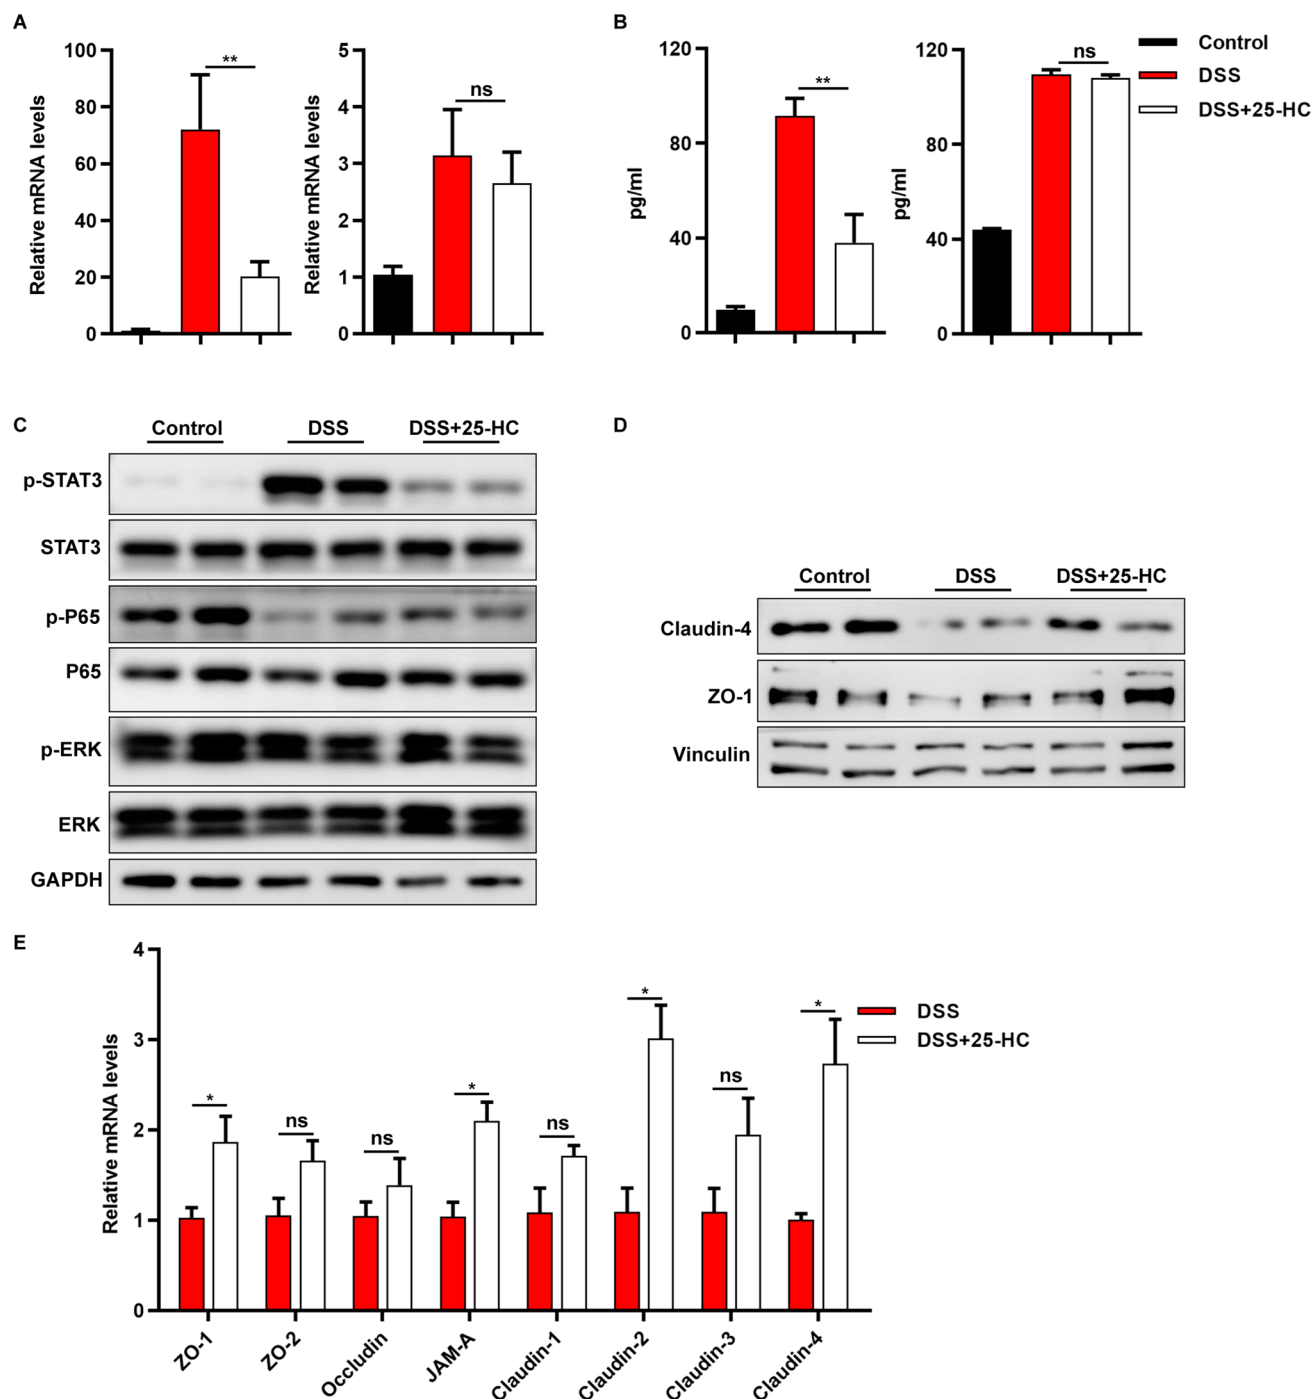 A
Relative mRNA levels
100
80
60
40
20
0
**
Relative mRNA levels
5
4
3
2
1
0
ns
B
pg/ml
120
80
40
0
**
pg/ml
120
80
40
0
ns
Control
DSS
DSS+25-HC
C
Control DSS DSS+25-HC
p-STAT3
STAT3
p-P65
P65
p-ERK
ERK
GAPDH
D
Control DSS DSS+25-HC
Claudin-4
ZO-1
Vinculin
E
Relative mRNA levels
4
3
2
1
0
* ns ns * ns * ns *
DSS
DSS+25-HC
ZO-1 ZO-2 Occludin JAM-A Claudin-1 Claudin-2 Claudin-3 Claudin-4